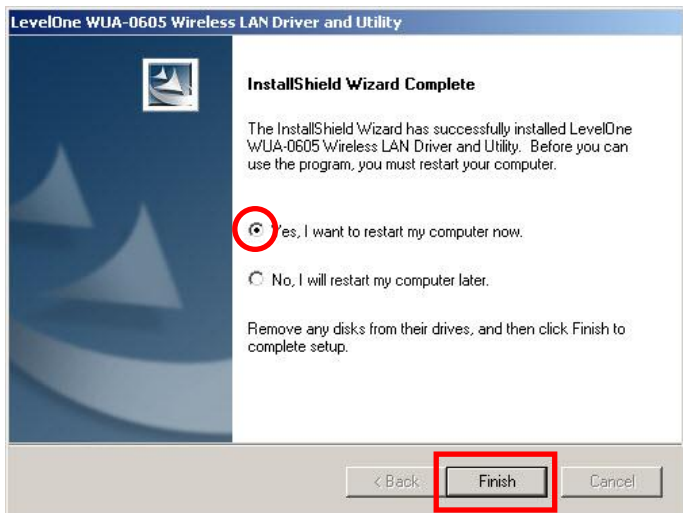 LevelOne WUA-0605 Wireless LAN Driver and Utility
InstallShield Wizard Complete
The InstallShield Wizard has successfully installed LevelOne
WUA-0605 Wireless LAN Driver and Utility. Before you can
use the program, you must restart your computer.
Yes, I want to restart my computer now.
No, I will restart my computer later.
Remove any disks from their drives, and then click Finish to
complete setup.
< Back Finish Cancel